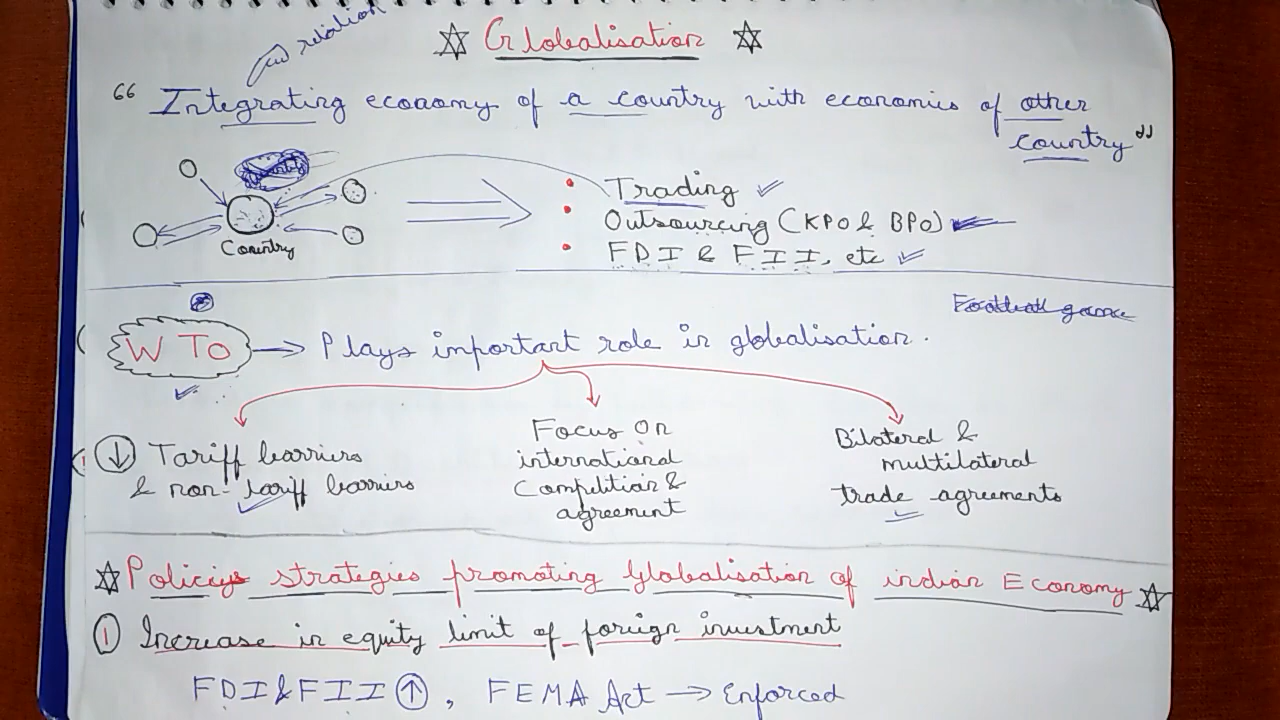 relation
☆ Globalisation ☆
“ Integrating economy of a country with economies of other
country ”
Country
• Trading ✓
• Outsourcing (KPO & BPO)
• FDI & FII, etc ✓
Football game
WTO → Plays important role in globalisation.
↓ Tariff barriers
& non-tariff barriers
Focus on
international
Competition &
agreement
Bilateral &
multilateral
trade agreements
☆ Policies strategies promoting globalisation of indian Economy ☆
① Increase in equity limit of foreign investment
FDI & FII ↑, FEMA Act → Enforced